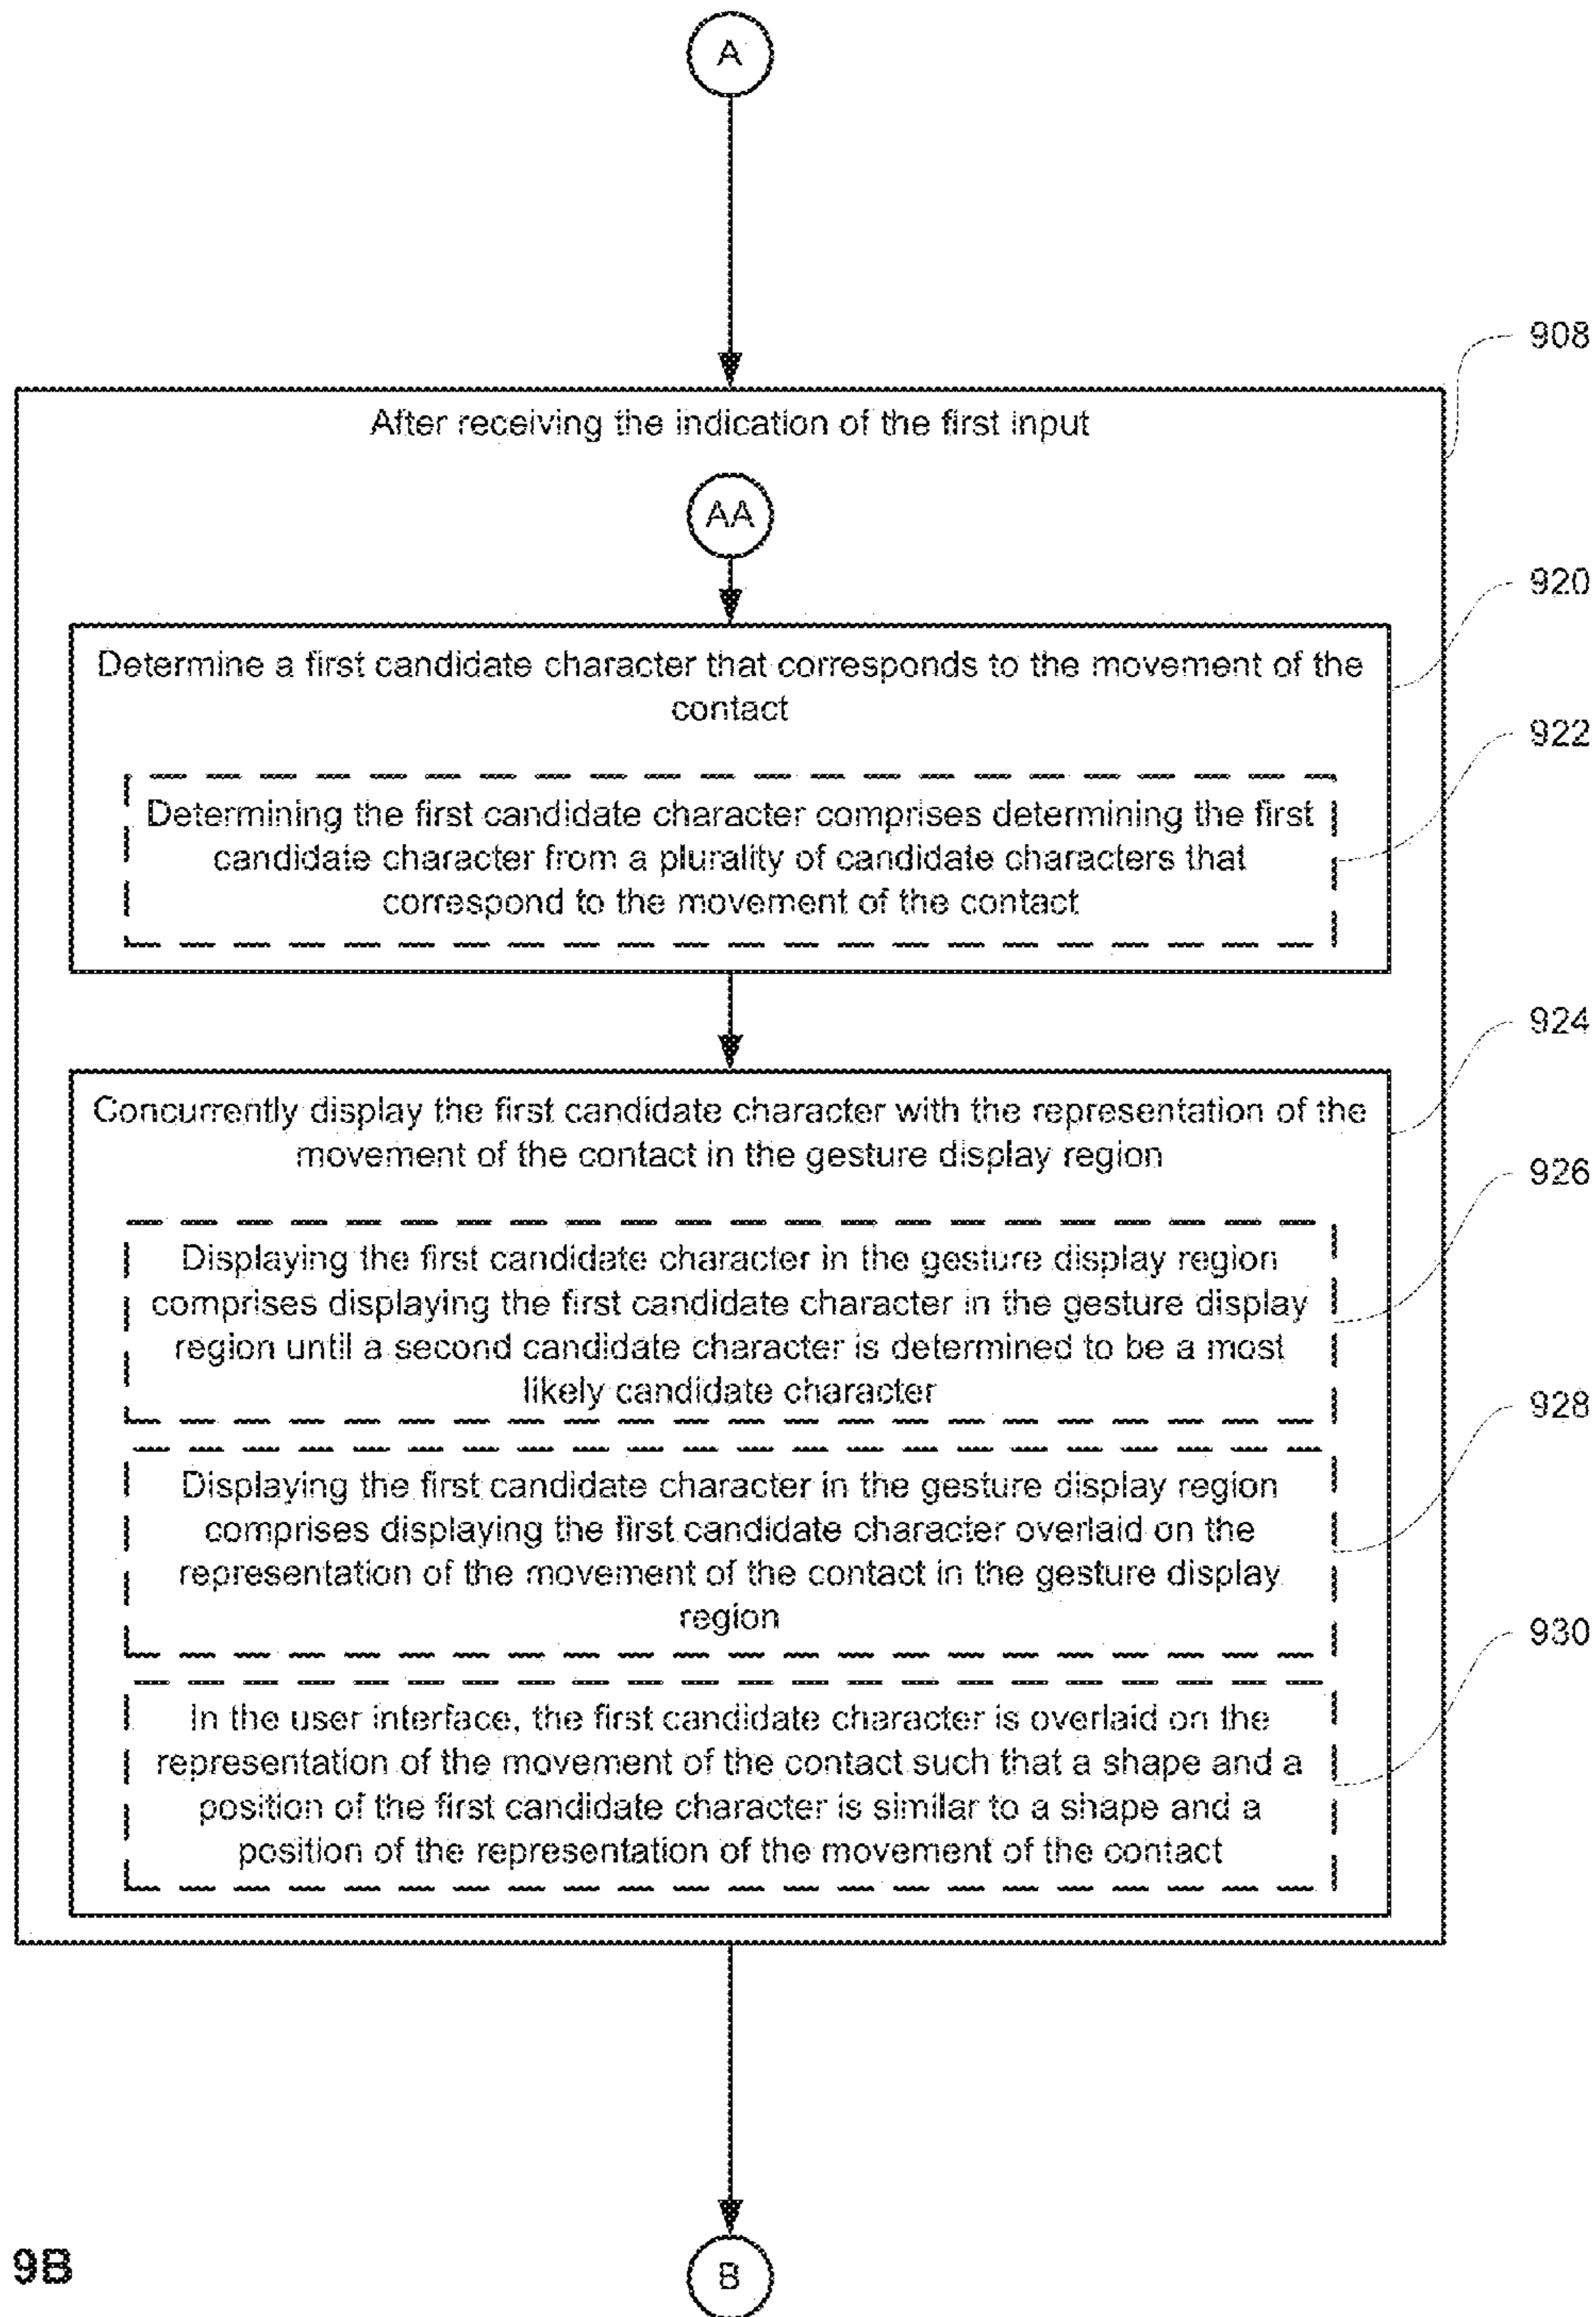 A
908
After receiving the indication of the first input
AA
920
Determine a first candidate character that corresponds to the movement of the
contact
922
Determining the first candidate character comprises determining the first
candidate character from a plurality of candidate characters that
correspond to the movement of the contact
924
Concurrently display the first candidate character with the representation of the
movement of the contact in the gesture display region
926
Displaying the first candidate character in the gesture display region
comprises displaying the first candidate character in the gesture display
region until a second candidate character is determined to be a most
likely candidate character
928
Displaying the first candidate character in the gesture display region
comprises displaying the first candidate character overlaid on the
representation of the movement of the contact in the gesture display
region
930
In the user interface, the first candidate character is overlaid on the
representation of the movement of the contact such that a shape and a
position of the first candidate character is similar to a shape and a
position of the representation of the movement of the contact
9B
B